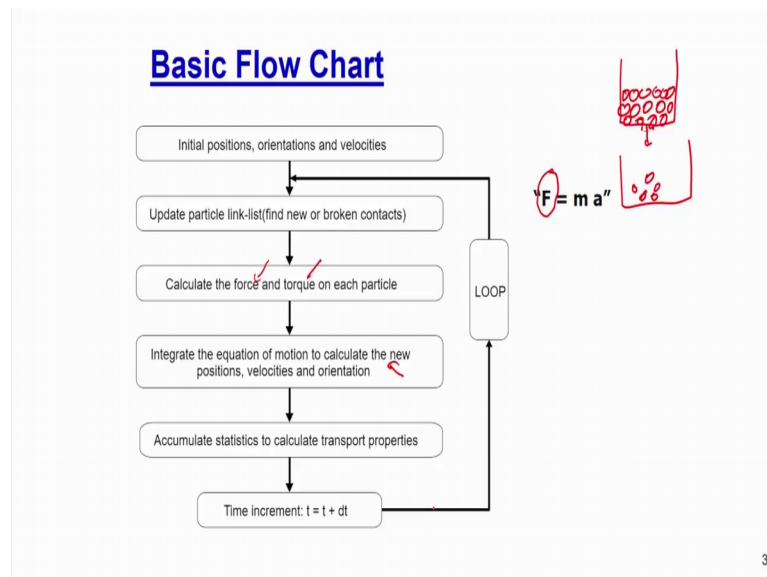 Basic Flow Chart
Initial positions, orientations and velocities
"F = m a"
Update particle link-list(find new or broken contacts)
Calculate the force and torque on each particle
LOOP
Integrate the equation of motion to calculate the new
positions, velocities and orientation
Accumulate statistics to calculate transport properties
Time increment: t = t + dt
3